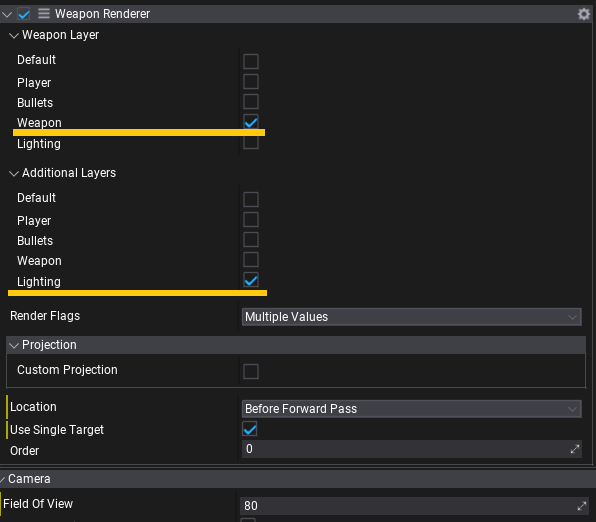 Weapon Renderer
Weapon Layer
Default
Player
Bullets
Weapon
Lighting
Additional Layers
Default
Player
Bullets
Weapon
Lighting
Render Flags Multiple Values
Projection
Custom Projection
Location Before Forward Pass
Use Single Target
Order 0
Camera
Field Of View 80